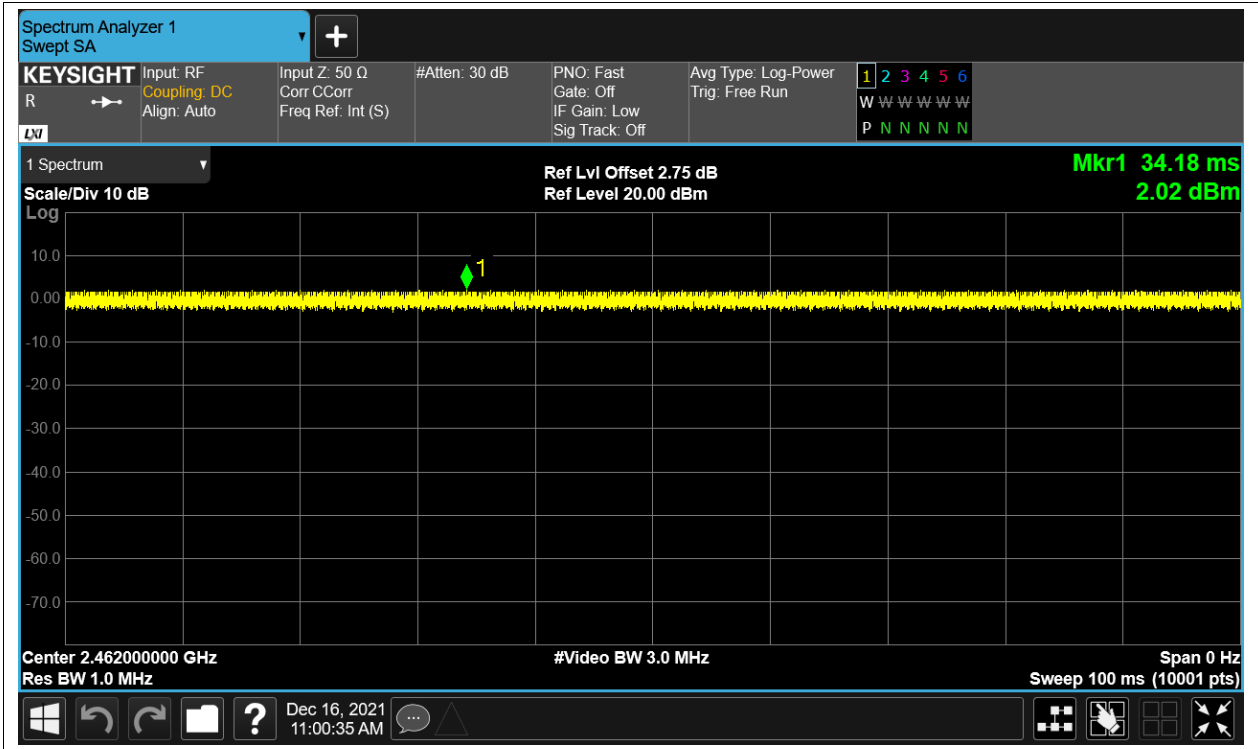 Spectrum Analyzer 1
Swept SA
+
KEYSIGHT
R
LXI
Input: RF
Coupling: DC
Align: Auto
Input Z: 50 Ω
Corr CCorr
Freq Ref: Int (S)
#Atten: 30 dB
PNO: Fast
Gate: Off
IF Gain: Low
Sig Track: Off
Avg Type: Log-Power
Trig: Free Run
1 2 3 4 5 6
W W W W W W
P N N N N N
1 Spectrum
Scale/Div 10 dB
Log
Ref Lvl Offset 2.75 dB
Ref Level 20.00 dBm
Mkr1 34.18 ms
2.02 dBm
1
10.0
0.00
-10.0
-20.0
-30.0
-40.0
-50.0
-60.0
-70.0
Center 2.462000000 GHz
Res BW 1.0 MHz
#Video BW 3.0 MHz
Span 0 Hz
Sweep 100 ms (10001 pts)
?
Dec 16, 2021
11:00:35 AM